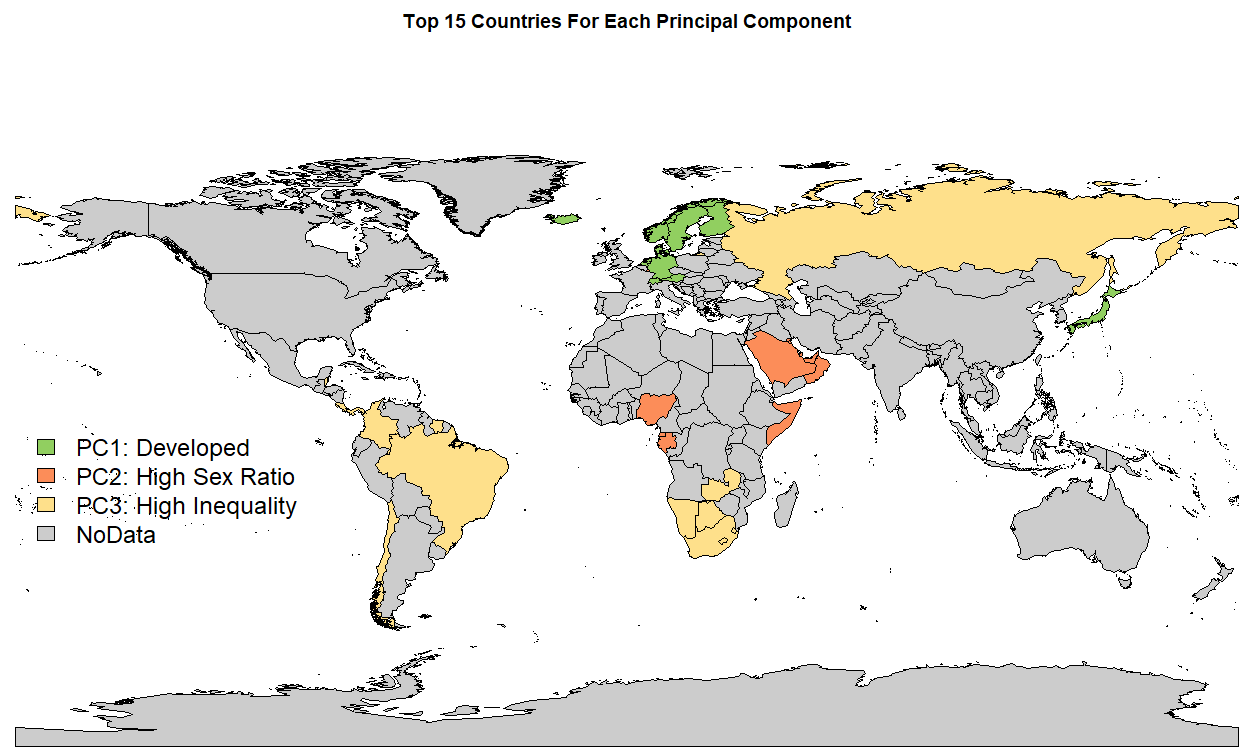 Top 15 Countries For Each Principal Component
PC1: Developed
PC2: High Sex Ratio
PC3: High Inequality
NoData